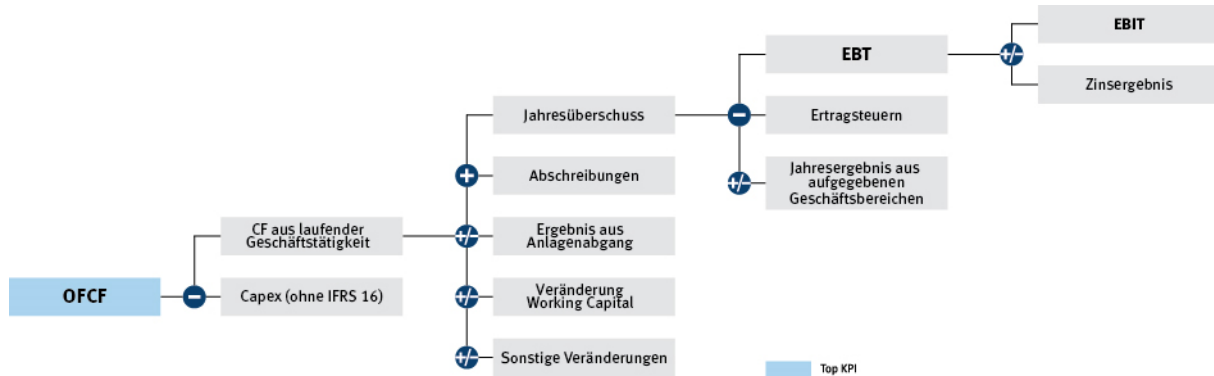 EBIT
EBT
Zinsergebnis
Jahresüberschuss
Ertragsteuern
Abschreibungen
Jahresergebnis aus
aufgegebenen
Geschäftsbereichen
CF aus laufender
Geschäftstätigkeit
Ergebnis aus
Anlagenabgang
OFCF
Capex (ohne IFRS 16)
Veränderung
Working Capital
Sonstige Veränderungen
Top KPI
+/-
-
+
+/-
+/-
-
+/-
+/-